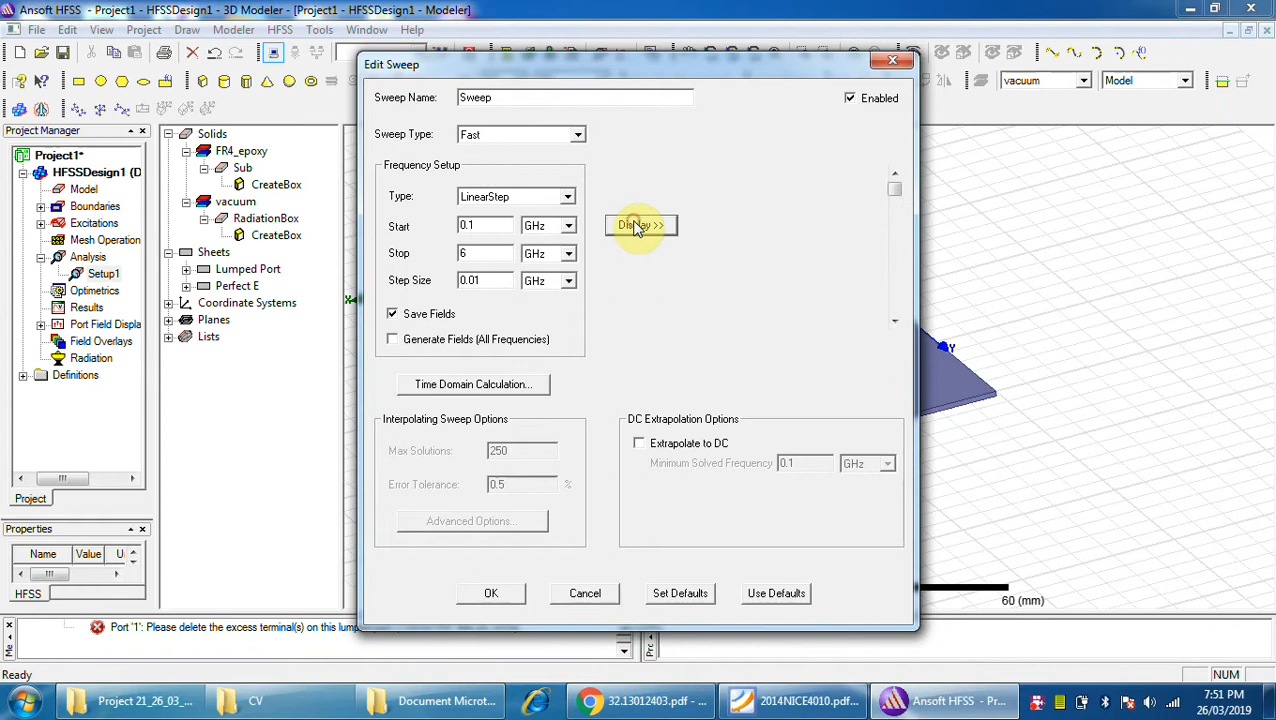 Ansoft HFSS - Project1 - HFSSDesign1 - 3D Modeler - [Project1 - HFSSDesign1 - Modeler]
File Edit View Project Draw Modeler HFSS Tools Window Help
vacuum Model
Project Manager
Project1*
HFSSDesign1 (D
Model
Boundaries
Excitations
Mesh Operation
Analysis
Setup1
Optimetrics
Results
Port Field Displa
Field Overlays
Radiation
Definitions
Project
Properties
Name Value U
HFSS
Solids
FR4_epoxy
Sub
CreateBox
vacuum
RadiationBox
CreateBox
Sheets
Lumped Port
Perfect E
Coordinate Systems
Planes
Lists
Edit Sweep
Sweep Name: Sweep
Enabled
Sweep Type: Fast
Frequency Setup
Type: LinearStep
Start 0.1 GHz
Display >>
Stop 6 GHz
Step Size 0.01 GHz
Save Fields
Generate Fields (All Frequencies)
Time Domain Calculation...
Interpolating Sweep Options
Max Solutions: 250
Error Tolerance: 0.5 %
Advanced Options...
DC Extrapolation Options
Extrapolate to DC
Minimum Solved Frequency 0.1 GHz
OK Cancel Set Defaults Use Defaults
Y
60 (mm)
Port '1': Please delete the excess terminal(s) on this
Ready
NUM
Project 21_26_03_... CV Document Microt... 32.13012403.pdf - ... 2014NICE4010.pdf... Ansoft HFSS - Pr...
7:51 PM
26/03/2019